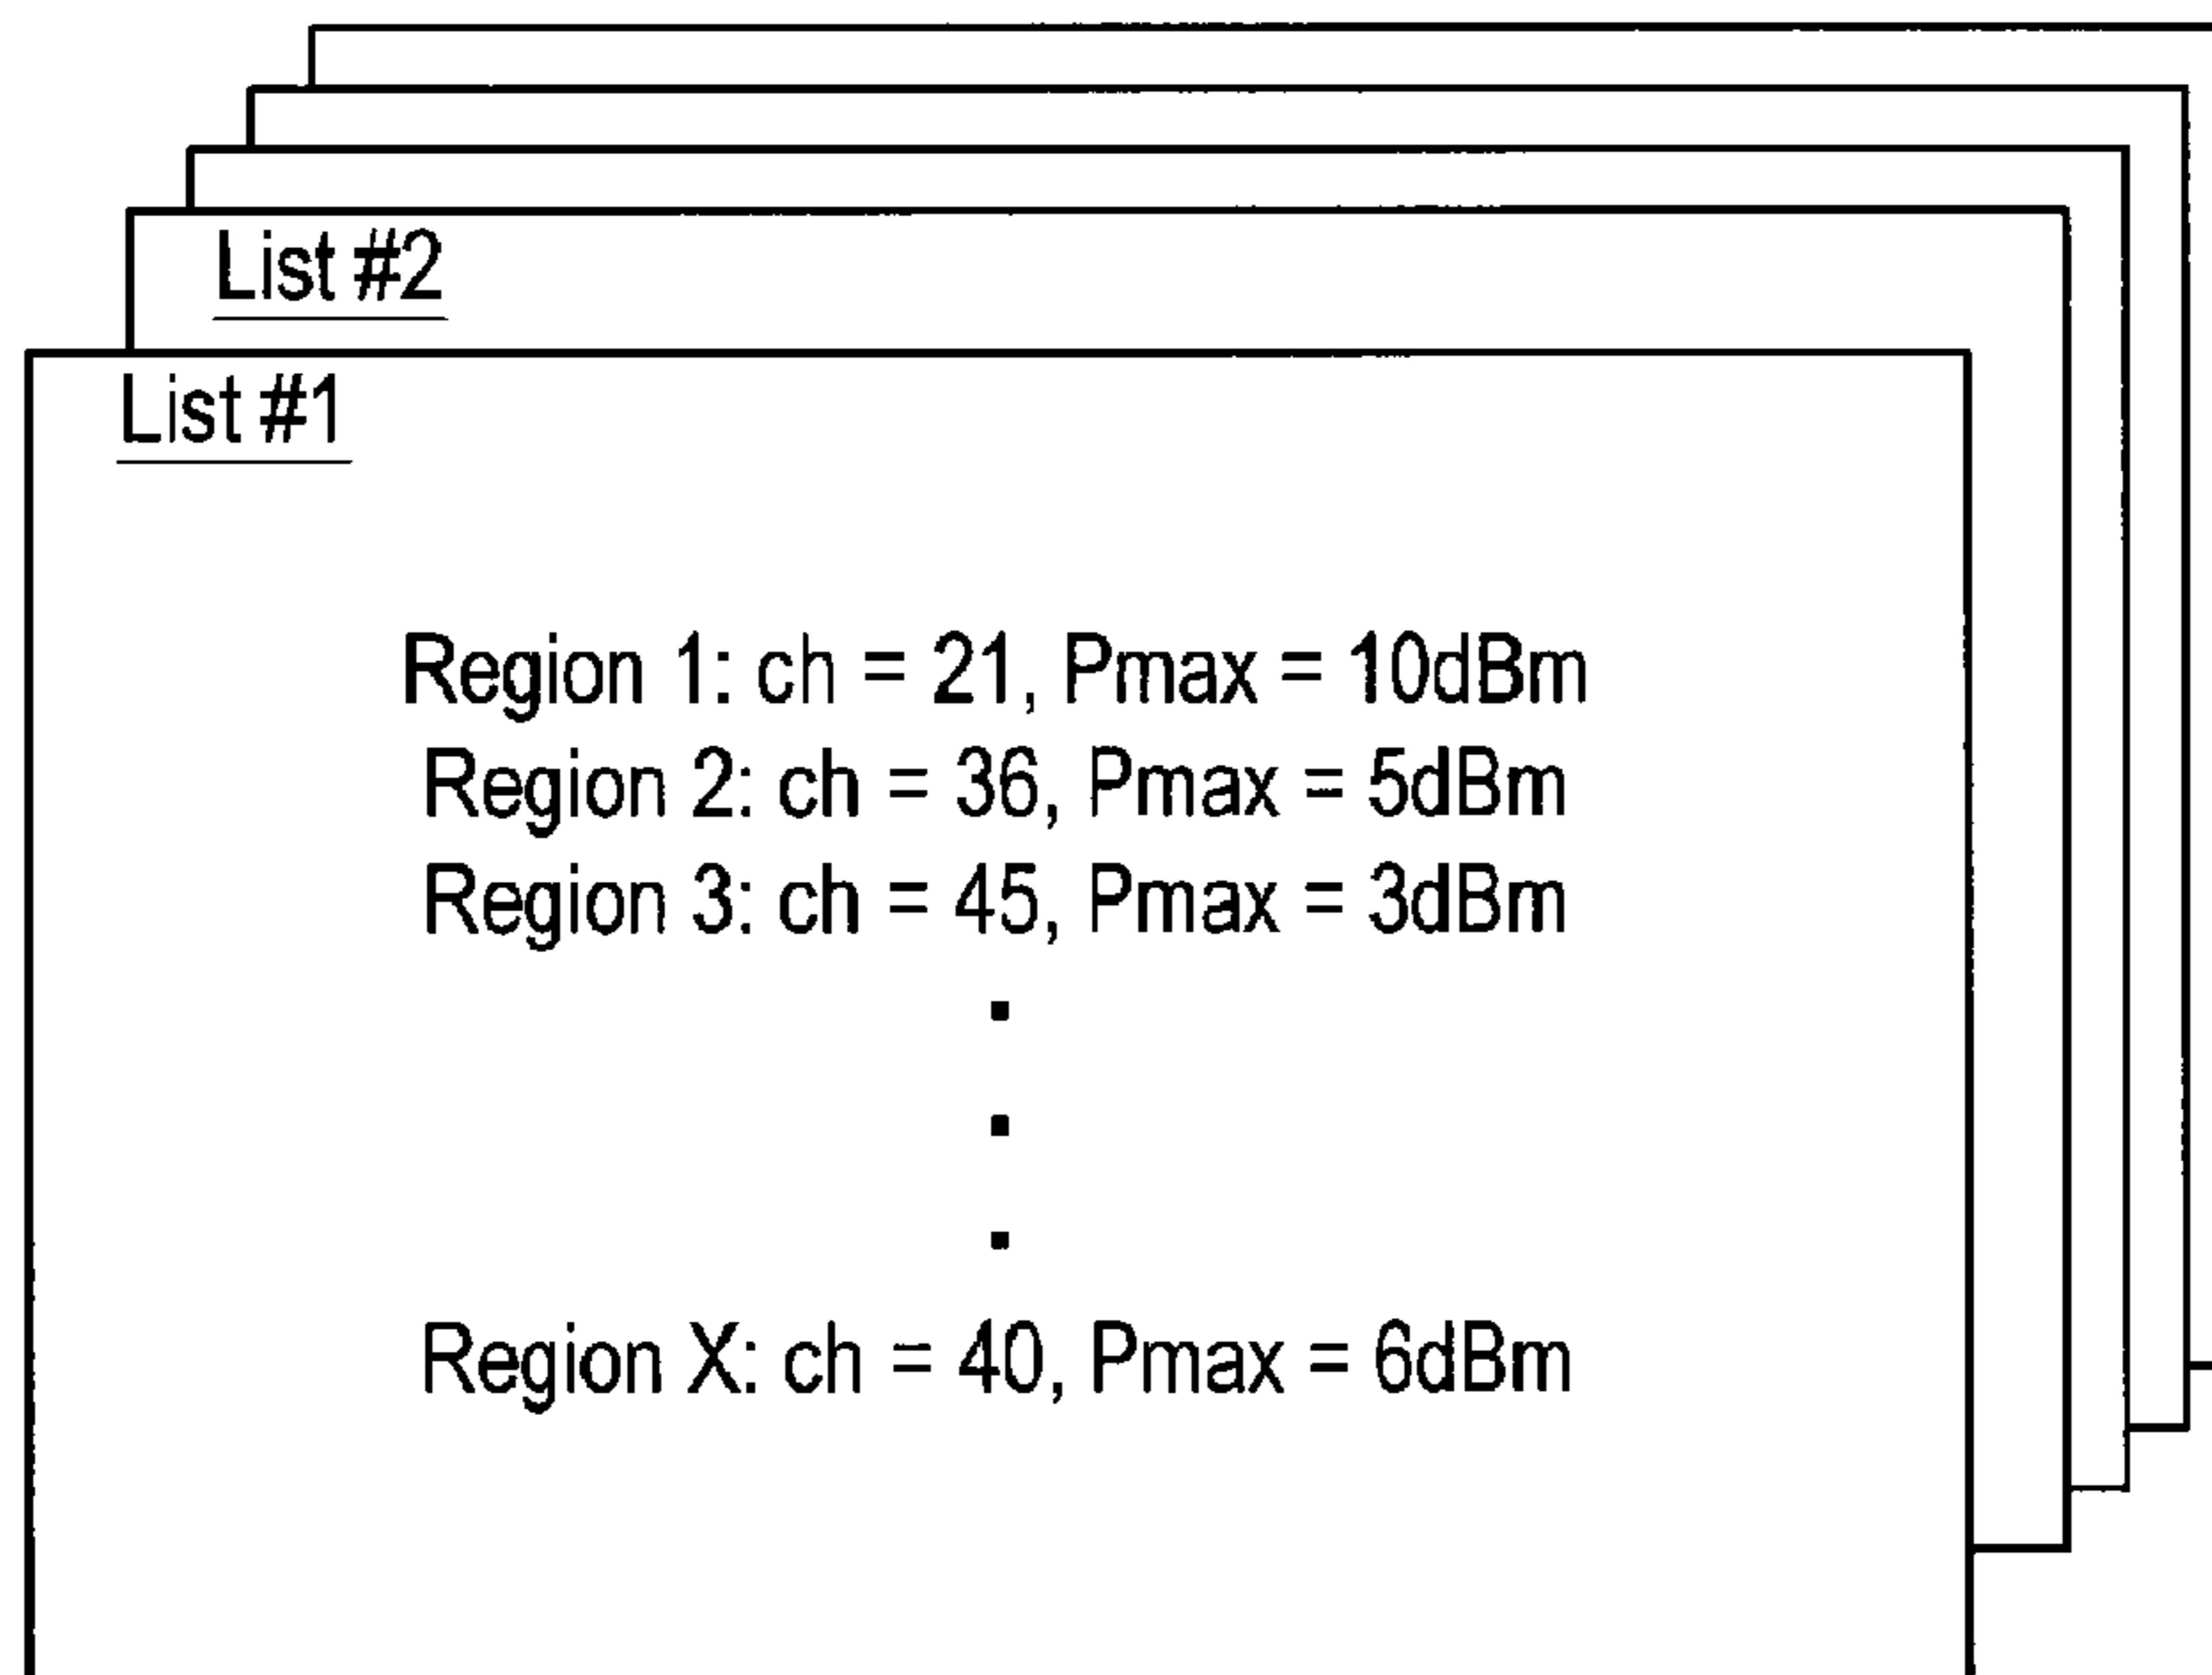 List #2
List #1
Region 1: ch = 21, Pmax = 10dBm
Region 2: ch = 36, Pmax = 5dBm
Region 3: ch = 45, Pmax = 3dBm
.
.
.
Region X: ch = 40, Pmax = 6dBm